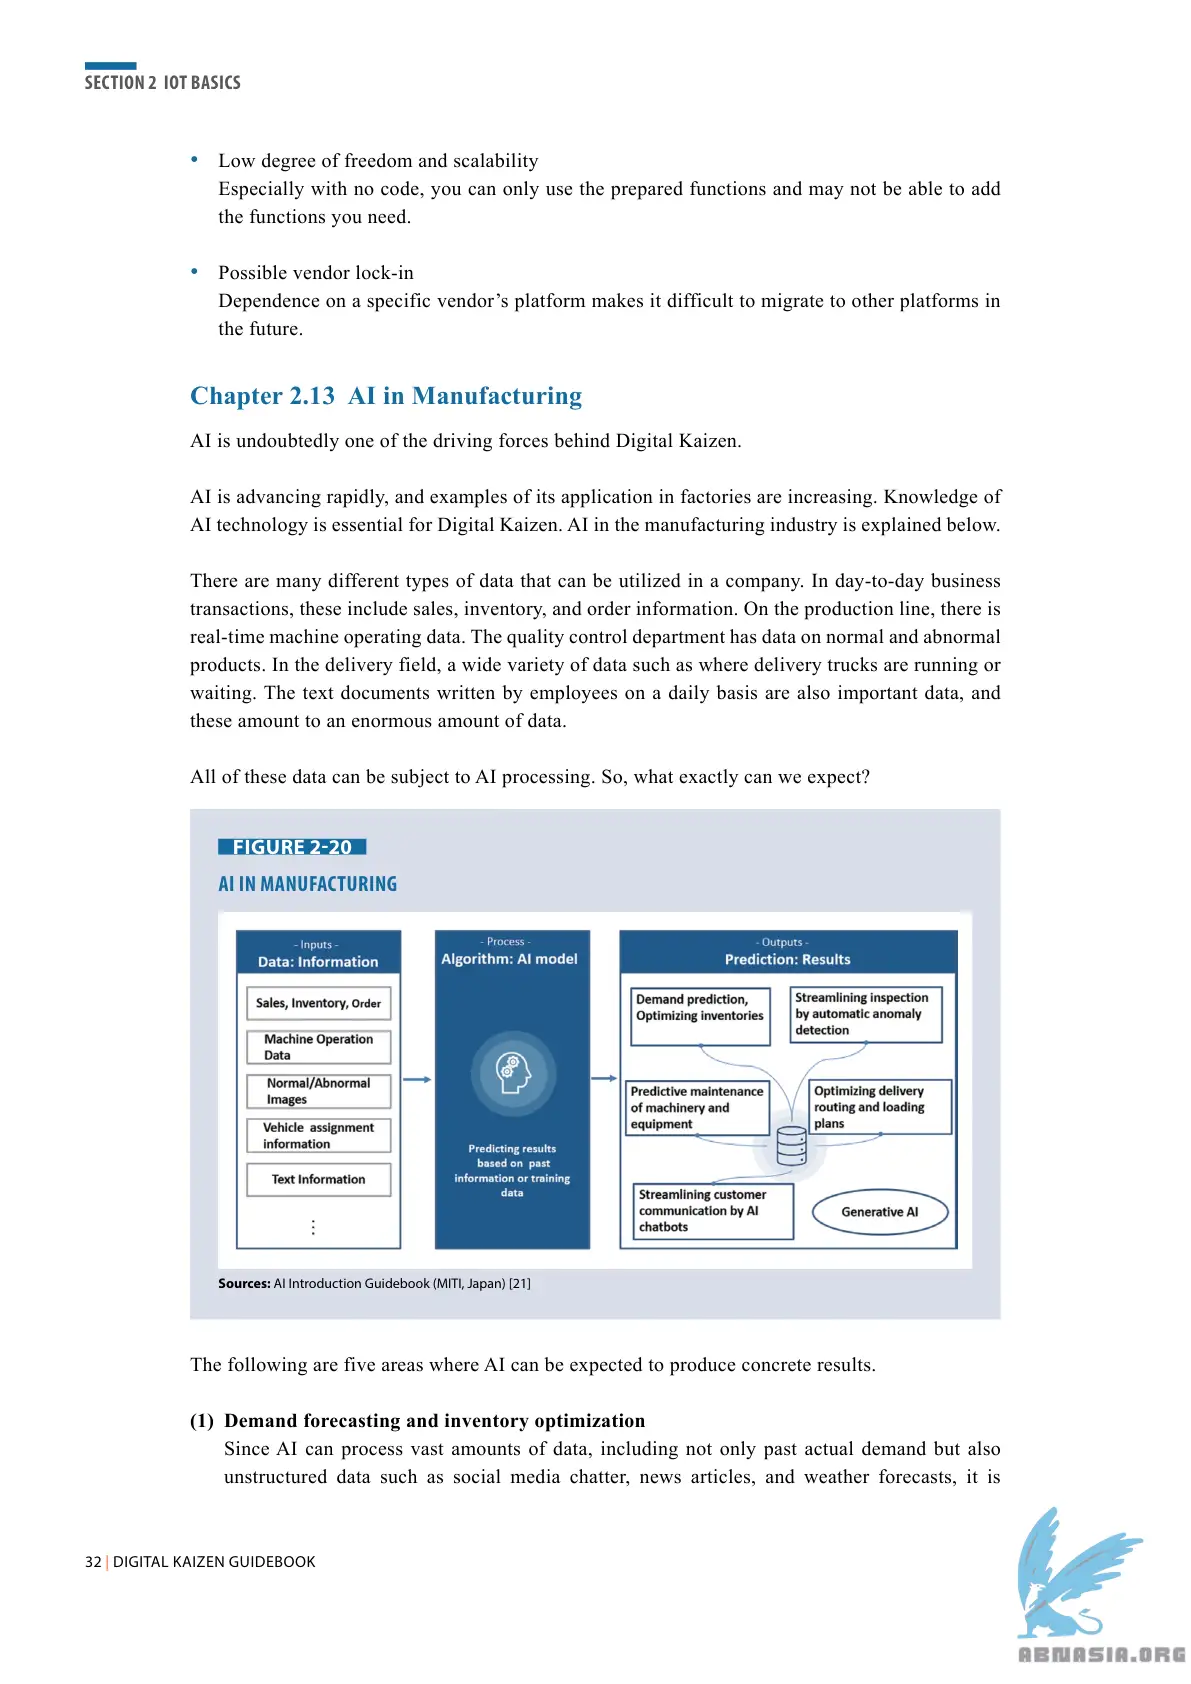 SECTION 2 IOT BASICS
• Low degree of freedom and scalability
Especially with no code, you can only use the prepared functions and may not be able to add
the functions you need.
• Possible vendor lock-in
Dependence on a specific vendor’s platform makes it difficult to migrate to other platforms in
the future.
Chapter 2.13 AI in Manufacturing
AI is undoubtedly one of the driving forces behind Digital Kaizen.
AI is advancing rapidly, and examples of its application in factories are increasing. Knowledge of
AI technology is essential for Digital Kaizen. AI in the manufacturing industry is explained below.
There are many different types of data that can be utilized in a company. In day-to-day business
transactions, these include sales, inventory, and order information. On the production line, there is
real-time machine operating data. The quality control department has data on normal and abnormal
products. In the delivery field, a wide variety of data such as where delivery trucks are running or
waiting. The text documents written by employees on a daily basis are also important data, and
these amount to an enormous amount of data.
All of these data can be subject to AI processing. So, what exactly can we expect?
FIGURE 2-20
AI IN MANUFACTURING
- Inputs -
Data: Information
Sales, Inventory, Order
Machine Operation
Data
Normal/Abnormal
Images
Vehicle assignment
information
Text Information
⋮
- Process -
Algorithm: AI model
Predicting results
based on past
information or training
data
- Outputs -
Prediction: Results
Demand prediction,
Optimizing inventories
Streamlining inspection
by automatic anomaly
detection
Predictive maintenance
of machinery and
equipment
Optimizing delivery
routing and loading
plans
Streamlining customer
communication by AI
chatbots
Generative AI
Sources: AI Introduction Guidebook (MITI, Japan) [21]
The following are five areas where AI can be expected to produce concrete results.
(1) Demand forecasting and inventory optimization
Since AI can process vast amounts of data, including not only past actual demand but also
unstructured data such as social media chatter, news articles, and weather forecasts, it is
32 | DIGITAL KAIZEN GUIDEBOOK
ABNASIA.ORG